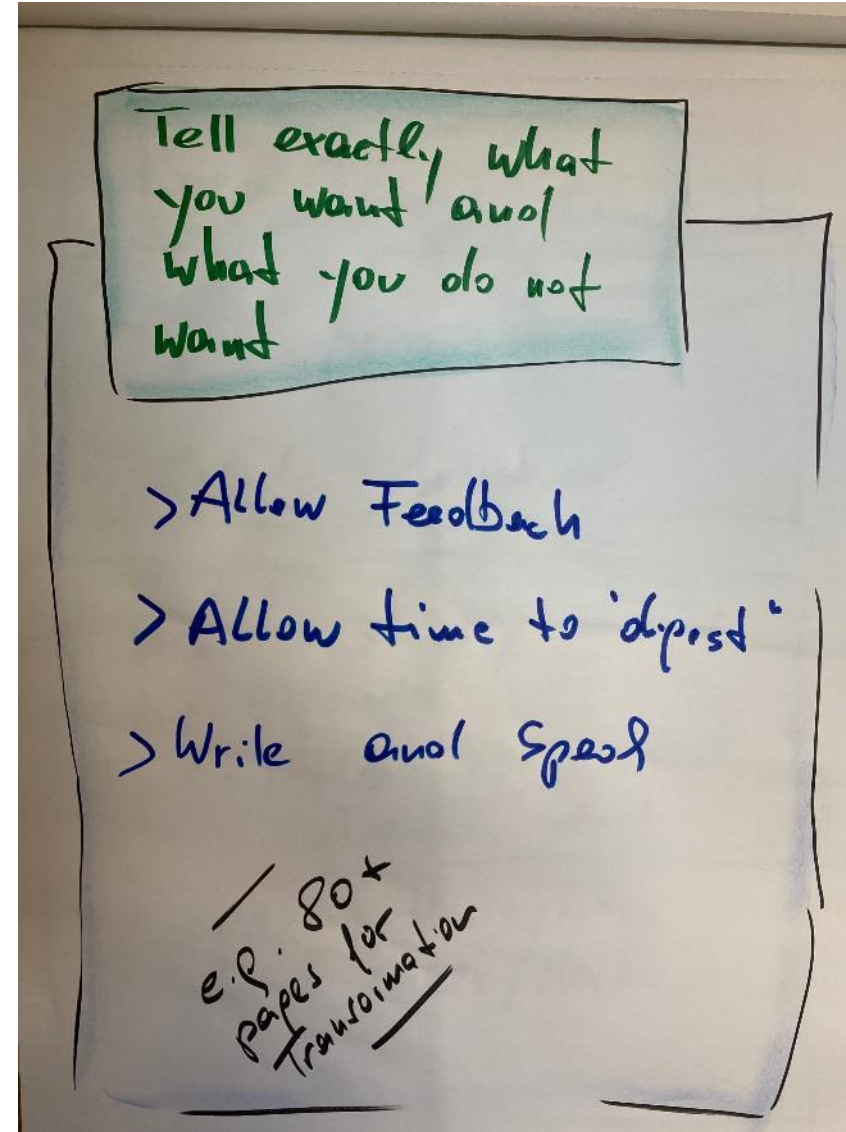 Tell exactly what
you want and
what you do not
want
> Allow Feedback
> Allow time to 'digest"
> Write and Speak
e.g. 80+
pages for
Transformation